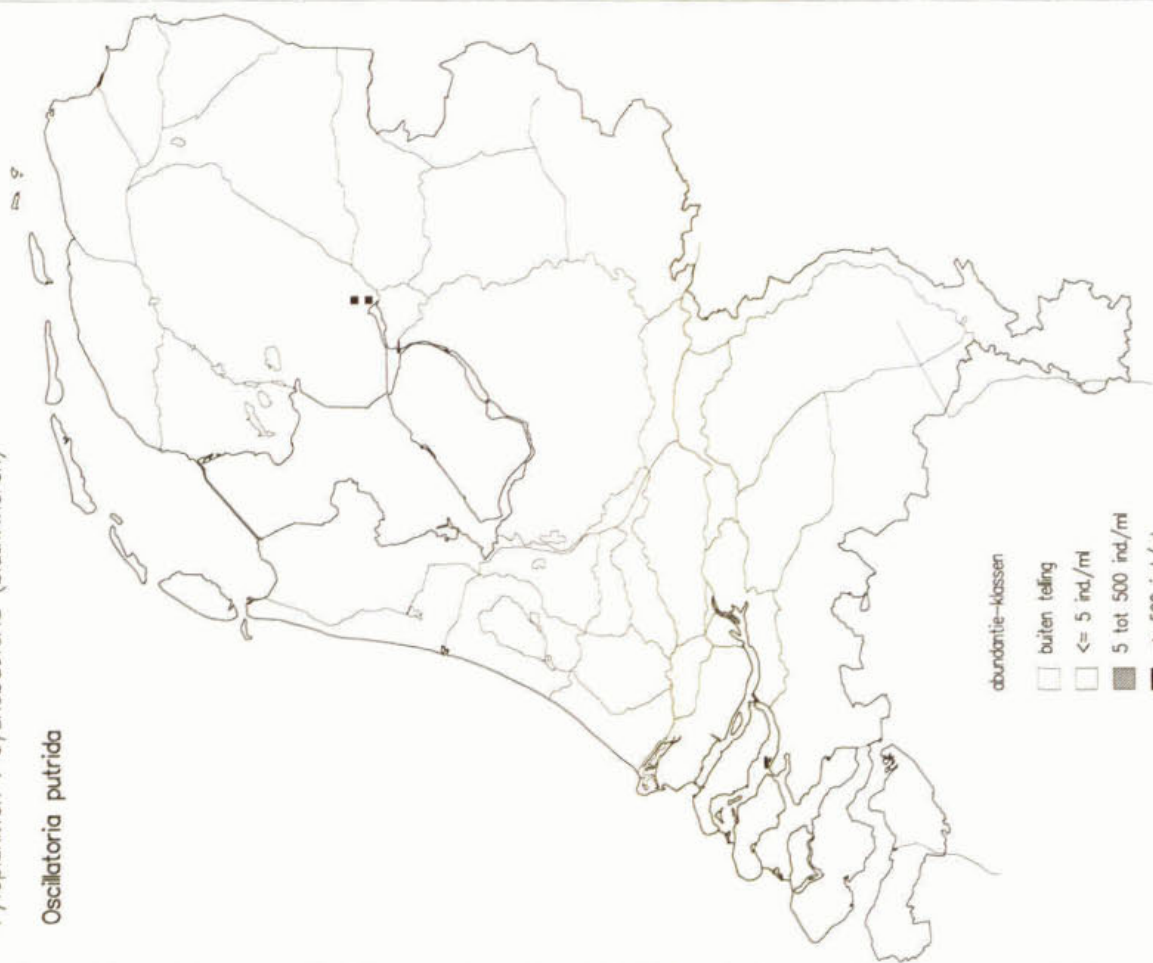 Oscillatoria putrida
abundantie-klassen
buiten telling
<= 5 ind./ml
5 tot 500 ind./ml